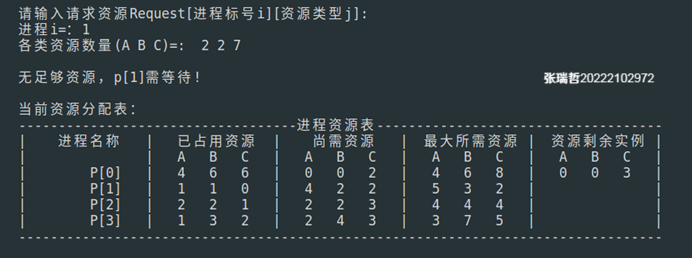 请输入请求资源Request[进程标号i][资源类型j]:
进程i=: 1
各类资源数量(A B C)=: 2 2 7
无足够资源, p[1]需等待!
张瑞哲20222102972
当前资源分配表:
----------------------------------进程资源表-----------------------------------
| 进程名称 | 已占用资源 | 尚需资源 | 最大所需资源 | 资源剩余实例 |
| | A B C | A B C | A B C | A B C |
| P[0] | 4 6 6 | 0 0 2 | 4 6 8 | 0 0 3 |
| P[1] | 1 1 0 | 4 2 2 | 5 3 2 | |
| P[2] | 2 2 1 | 2 2 3 | 4 4 4 | |
| P[3] | 1 3 2 | 2 4 3 | 3 7 5 | |
-------------------------------------------------------------------------------